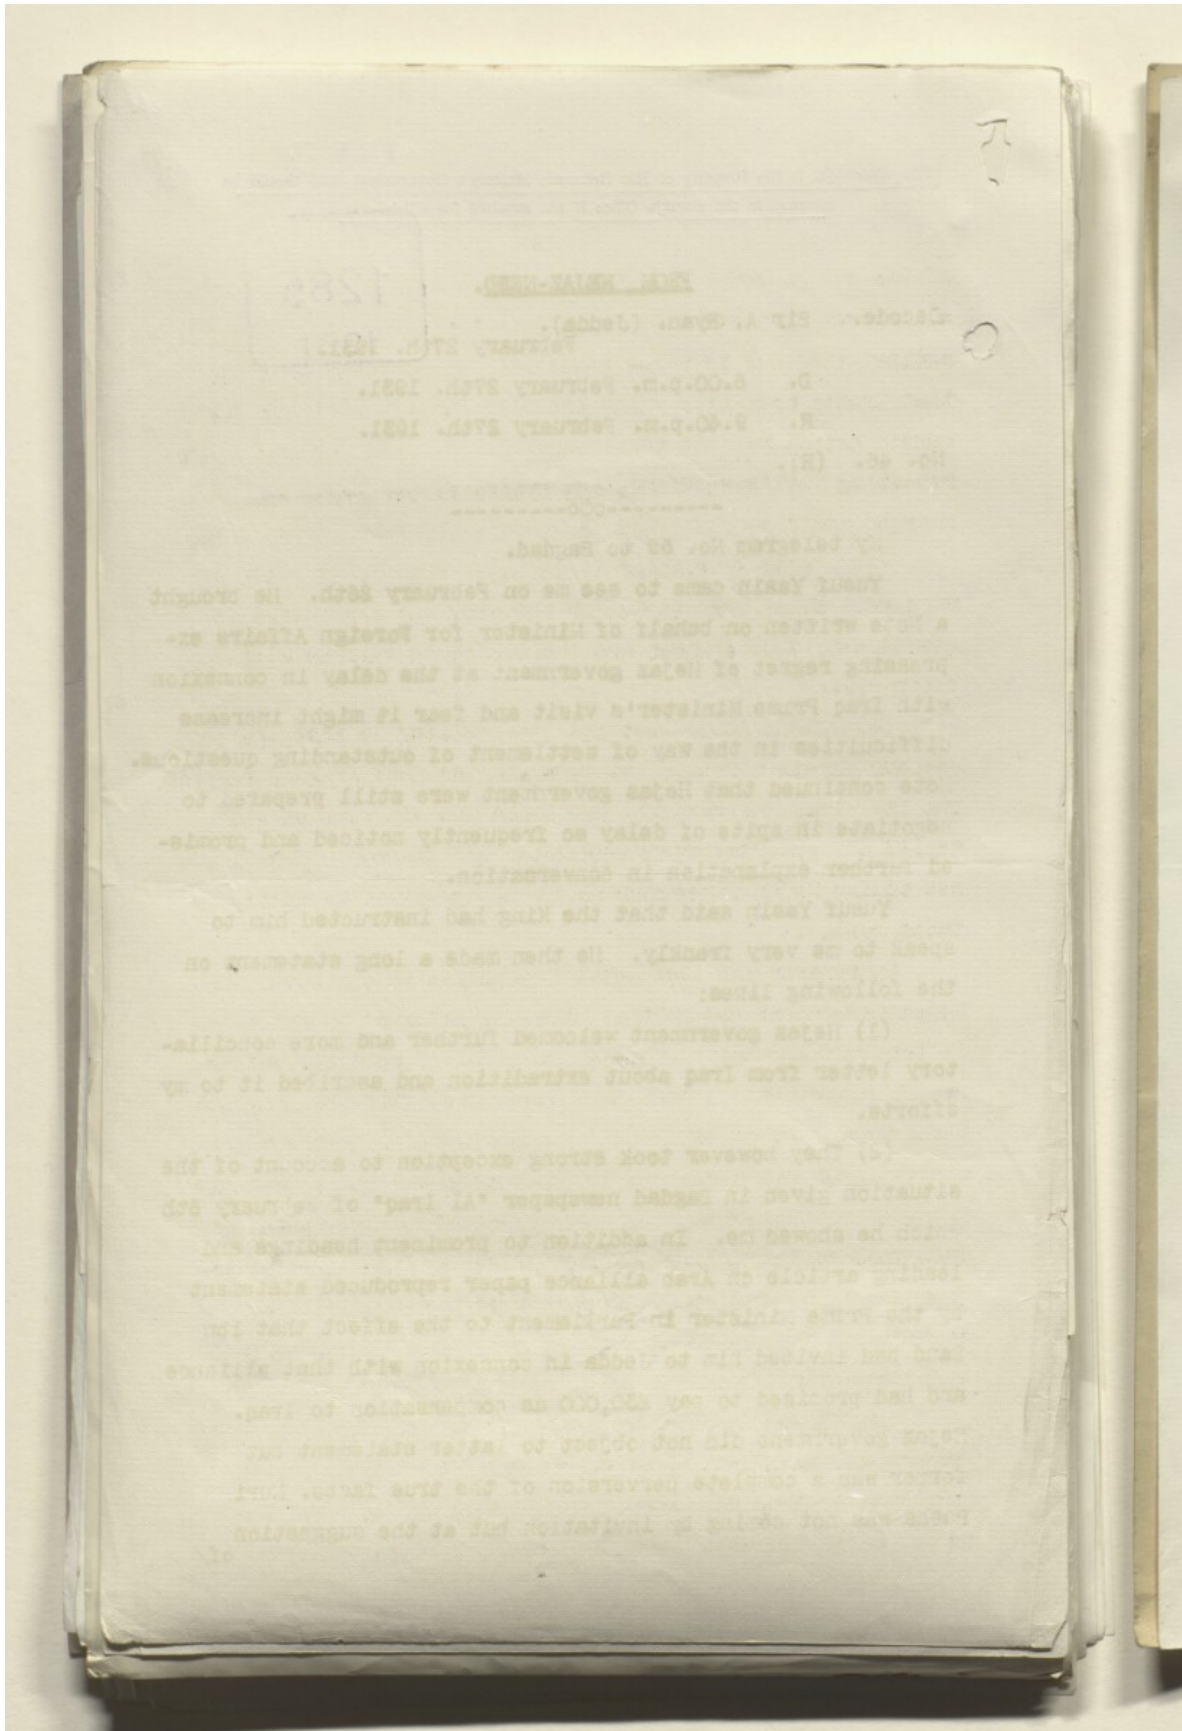 FROM HEJAZ-NEJD.
1285
1931
Decode. Sir A. Ryan. (Jedda).
February 27th. 1931.
D. 6.00.p.m. February 27th. 1931.
R. 9.40.p.m. February 27th. 1931.
No. 46. (R).
---------oOo---------
My telegram No. 69 to Bagdad.
Yusuf Yasin came to see me on February 26th. He brought
a Note written on behalf of Minister for Foreign Affairs ex-
pressing regret of Hejaz government at the delay in connexion
with Iraq Prime Minister's visit and fear it might increase
difficulties in the way of settlement of outstanding questions.
Note continued that Hejaz government were still prepared to
negotiate in spite of delay so frequently noticed and promis-
ed further explanation in conversation.
Yusuf Yasin said that the King had instructed him to
speak to me very frankly. He then made a long statement on
the following lines:
(1) Hejaz government welcomed further and more concilia-
tory letter from Iraq about extradition and ascribed it to my
efforts.
(2) They however took strong exception to account of the
situation given in Bagdad newspaper "Al Iraq" of February 8th
which he showed me. In addition to prominent headings and
leading article on Arab alliance paper reproduced statement
by the Prime Minister in Parliament to the effect that Ibn
Saud had invited him to Jedda in connexion with that alliance
and had promised to pay £30,000 as compensation to Iraq.
Hejaz government did not object to latter statement but
former was a complete perversion of the true facts. Nuri
Pasha was not coming by invitation but at the suggestion
of/